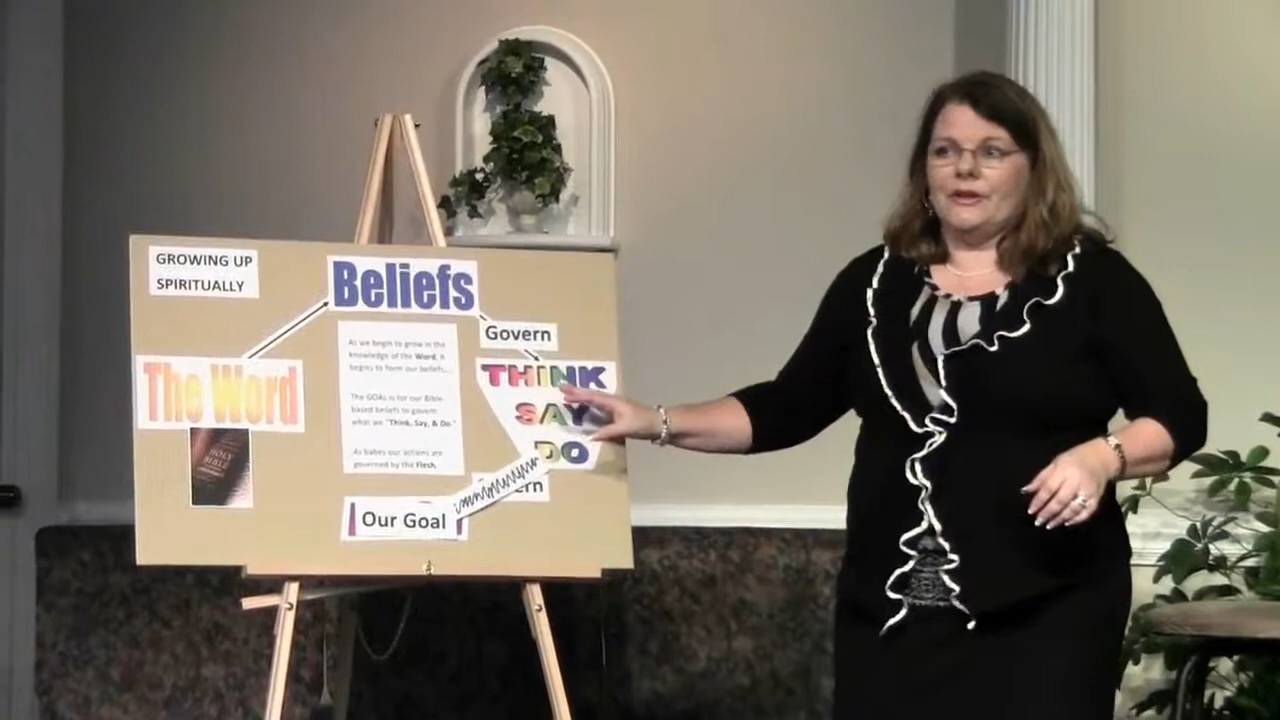 GROWING UP
SPIRITUALLY
Beliefs
Govern
The Word
HOLY
BIBLE
As we begin to grow in the
knowledge of the Word, it
begins to form our beliefs...
The GOAL is for our Bible-
based beliefs to govern
what we "Think, Say, & Do."
As babes our actions are
governed by the Flesh.
THINK
SAY
DO
ern
Our Goal